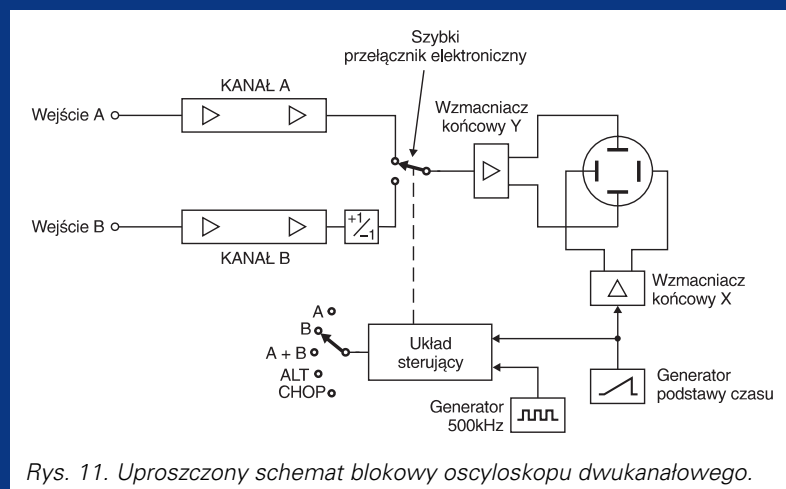 Szybki
przełącznik elektroniczny
KANAŁ A
Wejście A
Wzmacniacz
końcowy Y
Wejście B
+1
-1
KANAŁ B
Wzmacniacz
końcowy X
A
B
A + B
ALT
CHOP
Układ
sterujący
Generator
podstawy czasu
Generator
500kHz
Rys. 11. Uproszczony schemat blokowy oscyloskopu dwukanałowego.